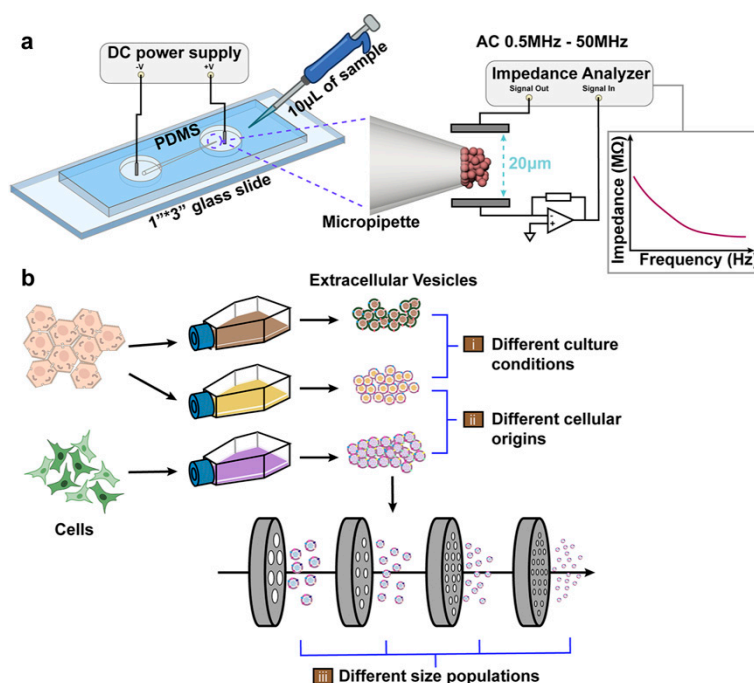 a
DC power supply
-V
+V
10µL of sample
PDMS
1"*3" glass slide
Micropipette
AC 0.5MHz - 50MHz
Impedance Analyzer
Signal Out
Signal In
20µm
-
+
Impedance (MΩ)
Frequency (Hz)
b
Extracellular Vesicles
i
Different culture
conditions
ii
Different cellular
origins
Cells
iii
Different size populations